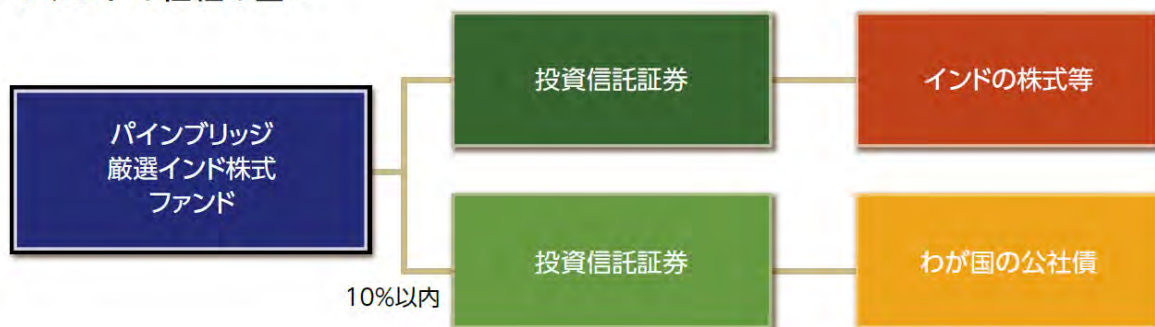 パインブリッジ
厳選インド株式
ファンド
投資信託証券
インドの株式等
10%以内
投資信託証券
わが国の公社債